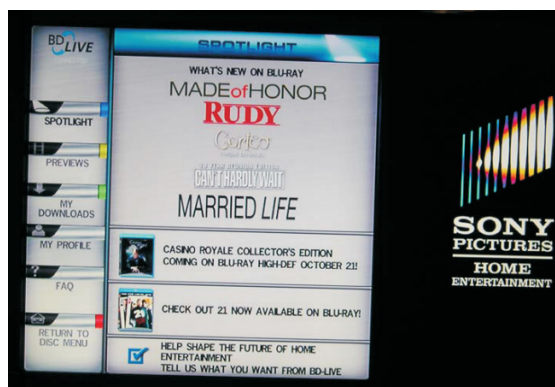 BD LIVE
SPOTLIGHT
PREVIEWS
MY
DOWNLOADS
MY PROFILE
FAQ
RETURN TO
DISC MENU
SPOTLIGHT
WHAT'S NEW ON BLU-RAY
MADE of HONOR
RUDY
Corteo
CAN'T HARDLY WAIT
MARRIED LIFE
CASINO ROYALE COLLECTOR'S EDITION
COMING ON BLU-RAY HIGH-DEF OCTOBER 21!
CHECK OUT 21 NOW AVAILABLE ON BLU-RAY!
HELP SHAPE THE FUTURE OF HOME
ENTERTAINMENT
TELL US WHAT YOU WANT FROM BD-LIVE
SONY
PICTURES
HOME
ENTERTAINMENT